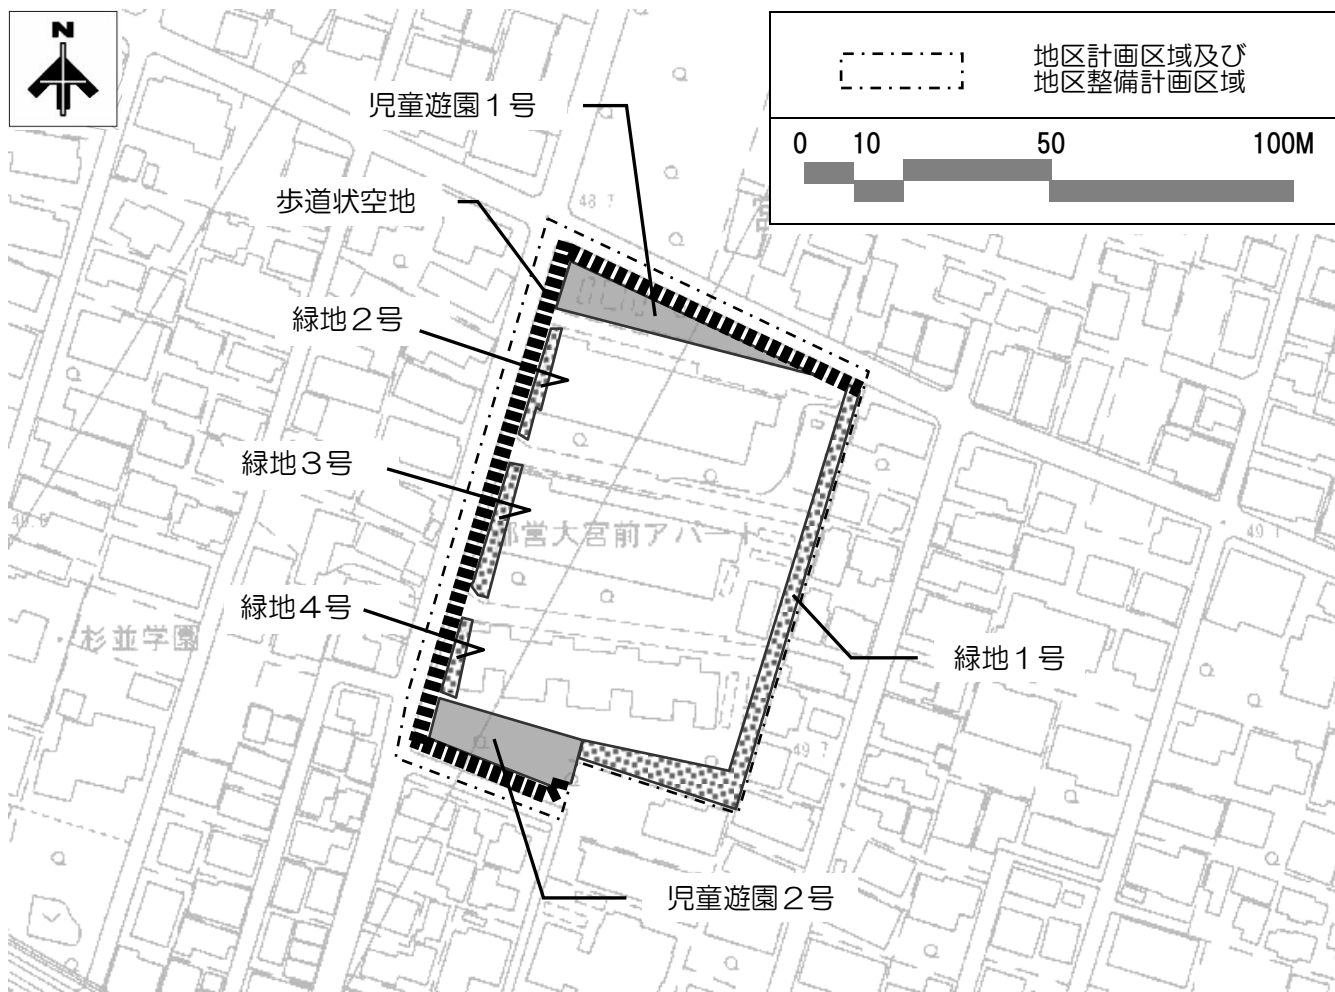 N
地区計画区域及び
地区整備計画区域
0 10 50 100M
児童遊園１号
歩道状空地
緑地２号
緑地３号
都営大宮前アパート
緑地４号
杉並学園
緑地１号
児童遊園２号